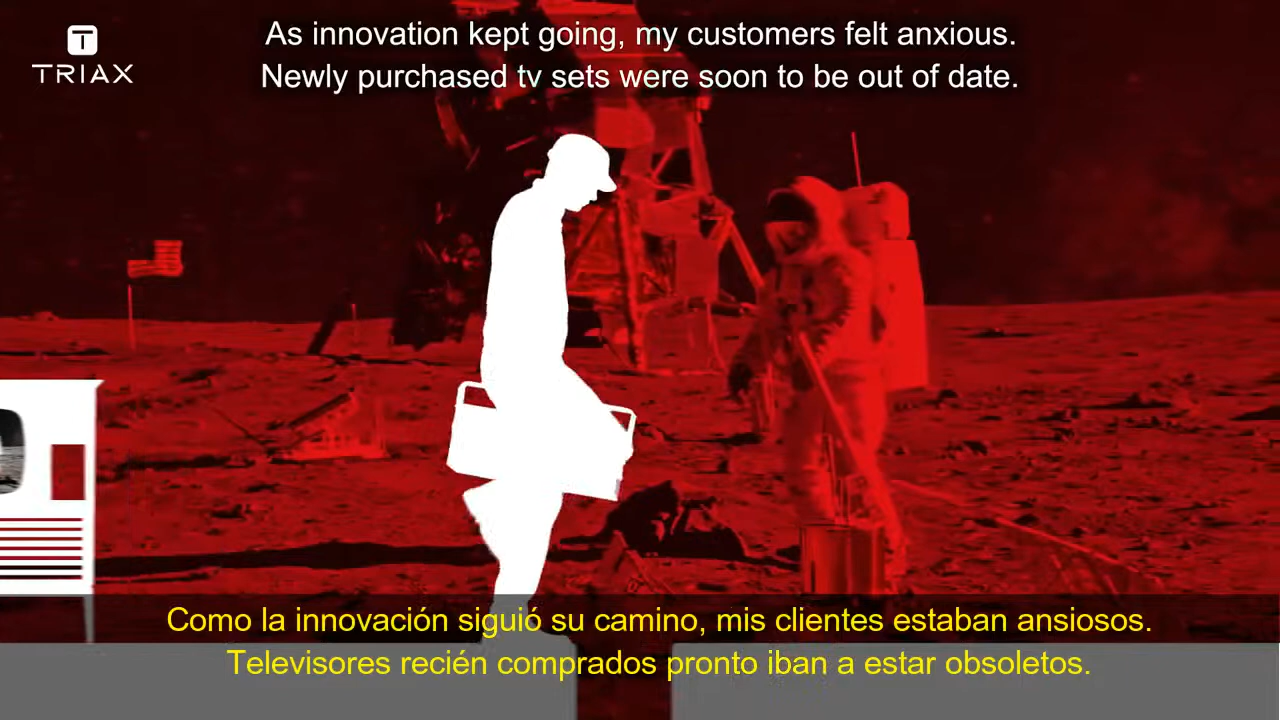 T
TRIAX
As innovation kept going, my customers felt anxious.
Newly purchased tv sets were soon to be out of date.
Como la innovación siguió su camino, mis clientes estaban ansiosos.
Televisores recién comprados pronto iban a estar obsoletos.